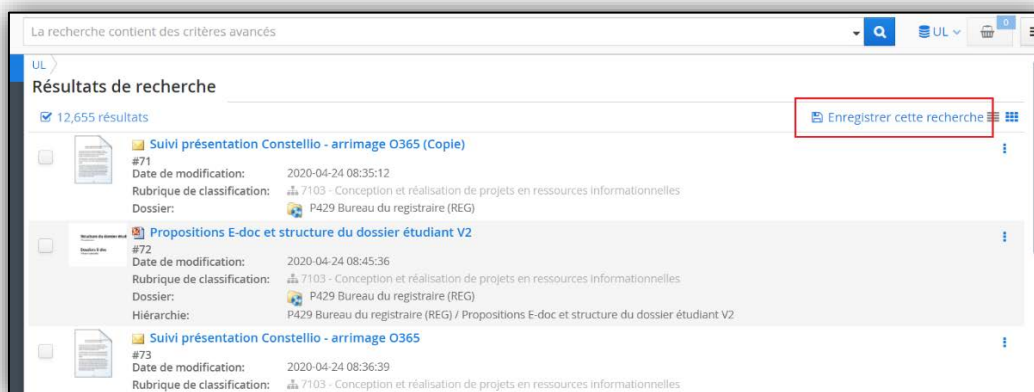 La recherche contient des critères avancés
UL
0
UL
Résultats de recherche
12,655 résultats
Enregistrer cette recherche
Suivi présentation Constellio - arrimage O365 (Copie)
#71
Date de modification: 2020-04-24 08:35:12
Rubrique de classification: 7103 - Conception et réalisation de projets en ressources informationnelles
Dossier: P429 Bureau du registraire (REG)
Propositions E-doc et structure du dossier étudiant V2
#72
Date de modification: 2020-04-24 08:45:36
Rubrique de classification: 7103 - Conception et réalisation de projets en ressources informationnelles
Dossier: P429 Bureau du registraire (REG)
Hiérarchie: P429 Bureau du registraire (REG) / Propositions E-doc et structure du dossier étudiant V2
Suivi présentation Constellio - arrimage O365
#73
Date de modification: 2020-04-24 08:36:39
Rubrique de classification: 7103 - Conception et réalisation de projets en ressources informationnelles